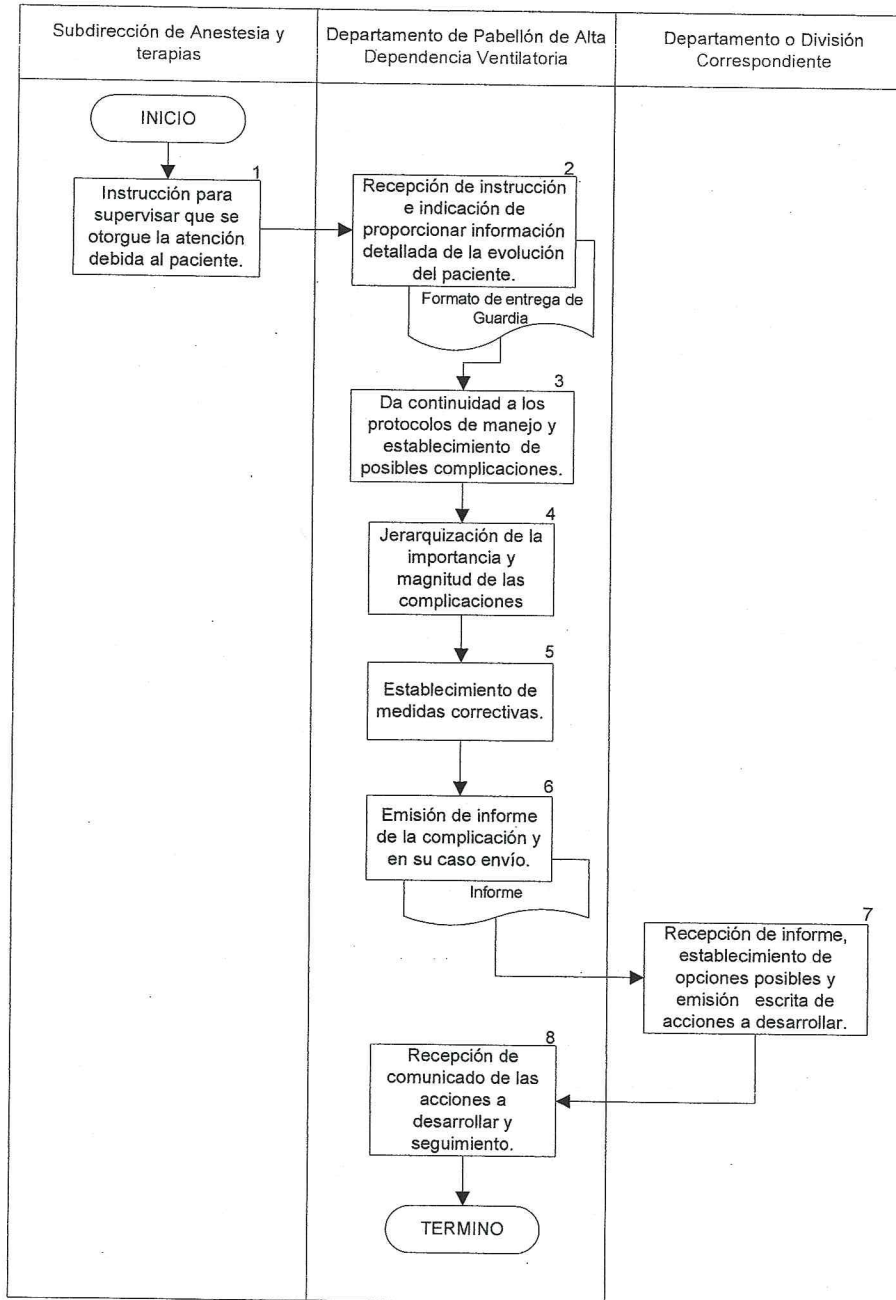 Subdirección de Anestesia y
terapias
Departamento de Pabellón de Alta
Dependencia Ventilatoria
Departamento o División
Correspondiente
INICIO
1
Instrucción para
supervisar que se
otorgue la atención
debida al paciente.
2
Recepción de instrucción
e indicación de
proporcionar información
detallada de la evolución
del paciente.
Formato de entrega de
Guardia
3
Da continuidad a los
protocolos de manejo y
establecimiento de
posibles complicaciones.
4
Jerarquización de la
importancia y
magnitud de las
complicaciones
5
Establecimiento de
medidas correctivas.
6
Emisión de informe
de la complicación y
en su caso envío.
Informe
7
Recepción de informe,
establecimiento de
opciones posibles y
emisión escrita de
acciones a desarrollar.
8
Recepción de
comunicado de las
acciones a
desarrollar y
seguimiento.
TERMINO